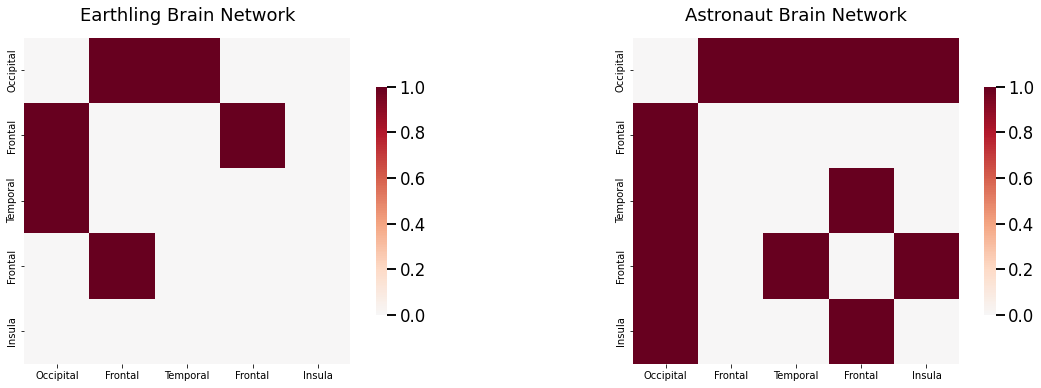 Earthling Brain Network
Occipital
Frontal
Temporal
Frontal
Insula
Occipital Frontal Temporal Frontal Insula
1.0
0.8
0.6
0.4
0.2
0.0
Astronaut Brain Network
Occipital
Frontal
Temporal
Frontal
Insula
Occipital Frontal Temporal Frontal Insula
1.0
0.8
0.6
0.4
0.2
0.0